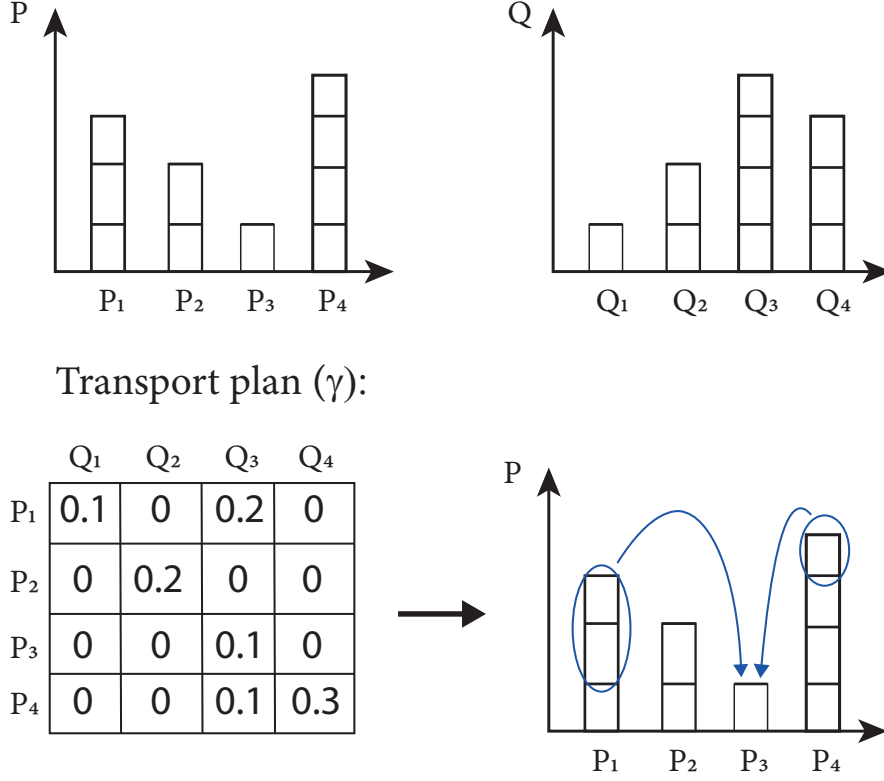 P Q
P₁ P₂ P₃ P₄ Q₁ Q₂ Q₃ Q₄
Transport plan (γ):
Q₁ Q₂ Q₃ Q₄
P₁ 0.1 0 0.2 0
P₂ 0 0.2 0 0
P₃ 0 0 0.1 0
P₄ 0 0 0.1 0.3
P
P₁ P₂ P₃ P₄